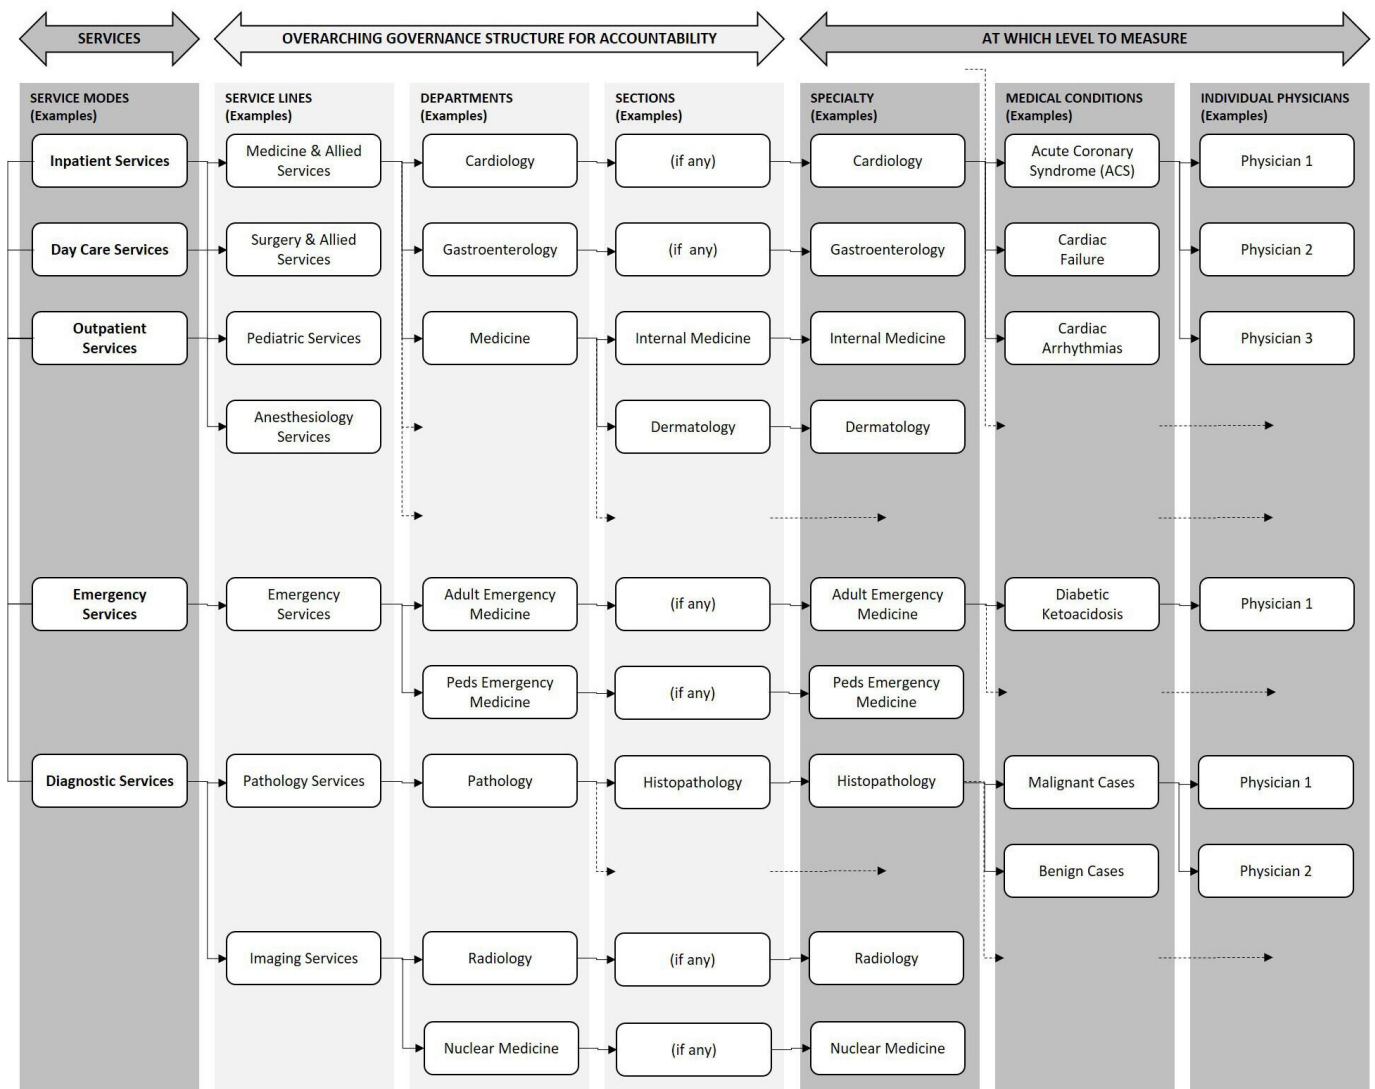 SERVICES
OVERARCHING GOVERNANCE STRUCTURE FOR ACCOUNTABILITY
AT WHICH LEVEL TO MEASURE
SERVICE MODES
(Examples)
SERVICE LINES
(Examples)
DEPARTMENTS
(Examples)
SECTIONS
(Examples)
SPECIALTY
(Examples)
MEDICAL CONDITIONS
(Examples)
INDIVIDUAL PHYSICIANS
(Examples)
Inpatient Services
Medicine & Allied
Services
Cardiology
(if any)
Cardiology
Acute Coronary
Syndrome (ACS)
Physician 1
Day Care Services
Surgery & Allied
Services
Gastroenterology
(if any)
Gastroenterology
Cardiac
Failure
Physician 2
Outpatient
Services
Pediatric Services
Medicine
Internal Medicine
Internal Medicine
Cardiac
Arrhythmias
Physician 3
Anesthesiology
Services
Dermatology
Dermatology
Emergency
Services
Emergency
Services
Adult Emergency
Medicine
(if any)
Adult Emergency
Medicine
Diabetic
Ketoacidosis
Physician 1
Peds Emergency
Medicine
(if any)
Peds Emergency
Medicine
Diagnostic Services
Pathology Services
Pathology
Histopathology
Histopathology
Malignant Cases
Physician 1
Benign Cases
Physician 2
Imaging Services
Radiology
(if any)
Radiology
Nuclear Medicine
(if any)
Nuclear Medicine